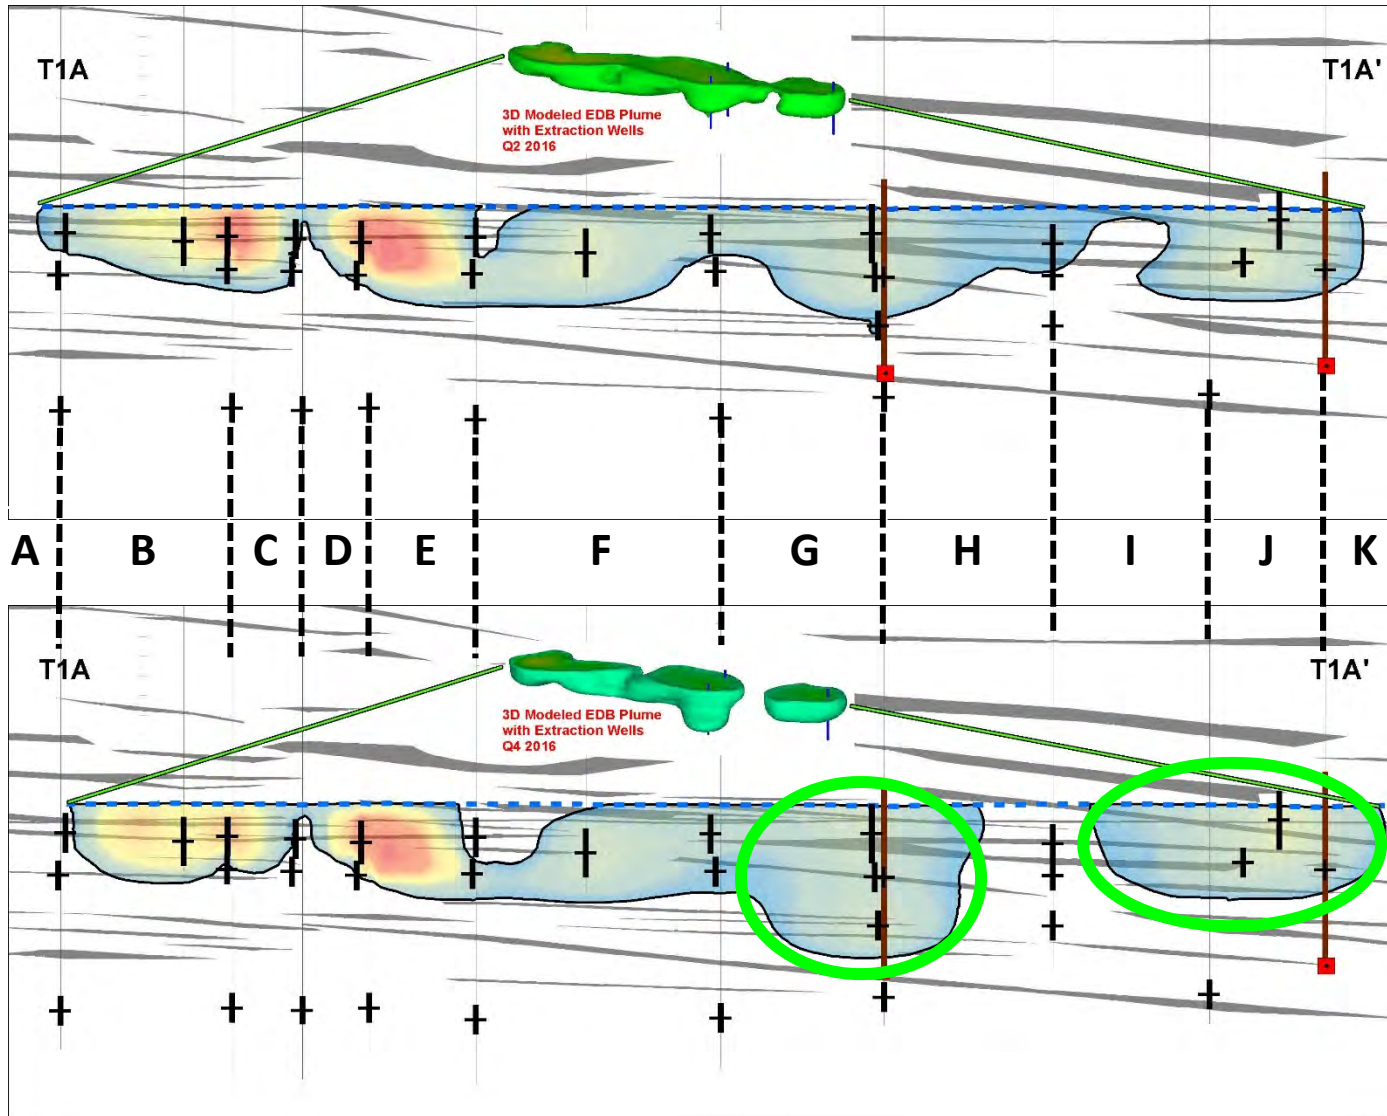 T1A
T1A'
3D Modeled EDB Plume
with Extraction Wells
Q2 2016
A B C D E F G H I J K
T1A
T1A'
3D Modeled EDB Plume
with Extraction Wells
Q4 2016